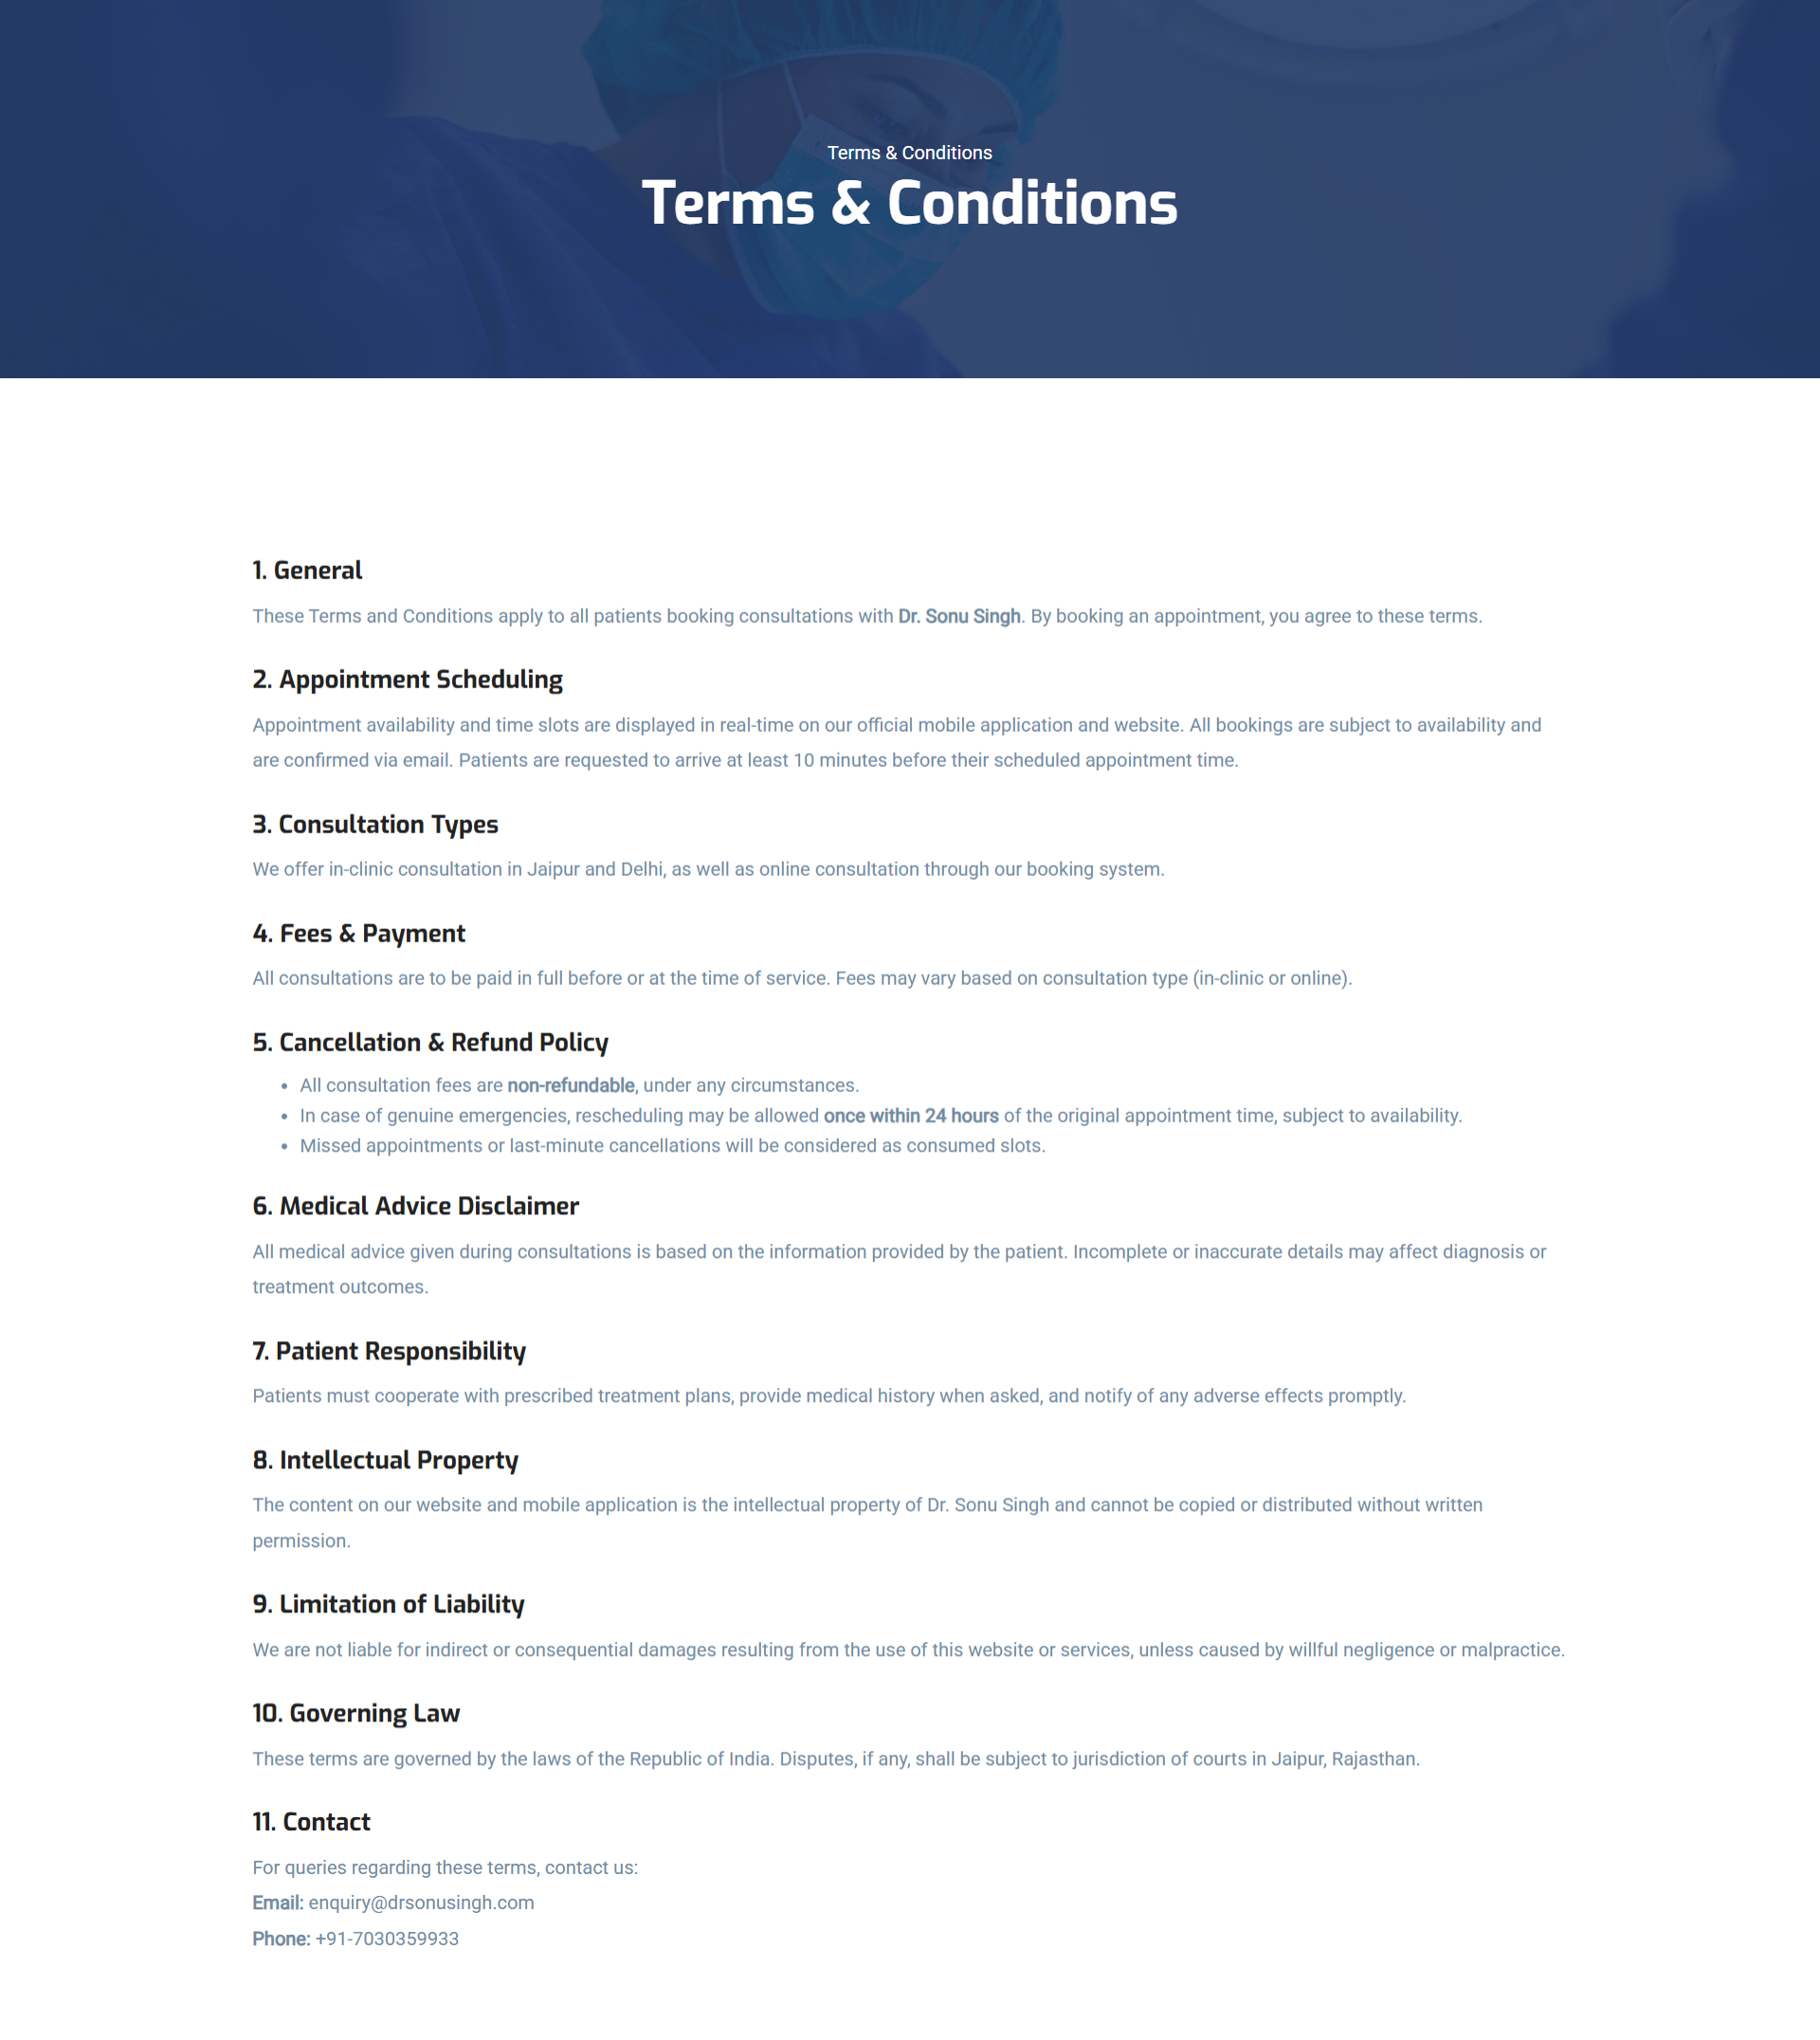 Terms & Conditions
Terms & Conditions
1. General
These Terms and Conditions apply to all patients booking consultations with Dr. Sonu Singh. By booking an appointment, you agree to these terms.
2. Appointment Scheduling
Appointment availability and time slots are displayed in real-time on our official mobile application and website. All bookings are subject to availability and
are confirmed via email. Patients are requested to arrive at least 10 minutes before their scheduled appointment time.
3. Consultation Types
We offer in-clinic consultation in Jaipur and Delhi, as well as online consultation through our booking system.
4. Fees & Payment
All consultations are to be paid in full before or at the time of service. Fees may vary based on consultation type (in-clinic or online).
5. Cancellation & Refund Policy
• All consultation fees are non-refundable, under any circumstances.
• In case of genuine emergencies, rescheduling may be allowed once within 24 hours of the original appointment time, subject to availability.
• Missed appointments or last-minute cancellations will be considered as consumed slots.
6. Medical Advice Disclaimer
All medical advice given during consultations is based on the information provided by the patient. Incomplete or inaccurate details may affect diagnosis or
treatment outcomes.
7. Patient Responsibility
Patients must cooperate with prescribed treatment plans, provide medical history when asked, and notify of any adverse effects promptly.
8. Intellectual Property
The content on our website and mobile application is the intellectual property of Dr. Sonu Singh and cannot be copied or distributed without written
permission.
9. Limitation of Liability
We are not liable for indirect or consequential damages resulting from the use of this website or services, unless caused by willful negligence or malpractice.
10. Governing Law
These terms are governed by the laws of the Republic of India. Disputes, if any, shall be subject to jurisdiction of courts in Jaipur, Rajasthan.
11. Contact
For queries regarding these terms, contact us:
Email: enquiry@drsonusingh.com
Phone: +91-7030359933